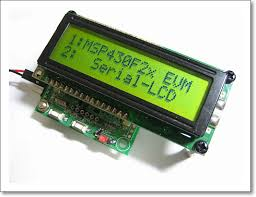 1:MSP430F2x EVM
2: Serial-LCD